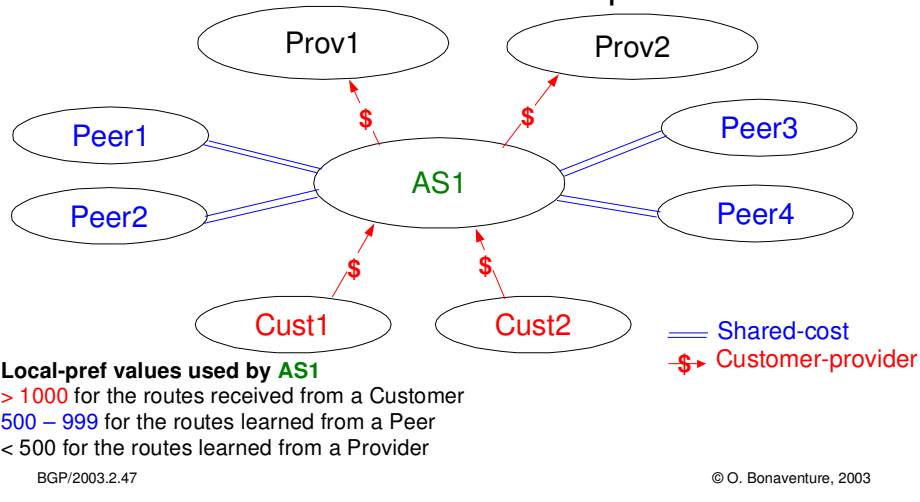 Prov1
Prov2
$
$
Peer1
Peer3
AS1
Peer2
Peer4
$
$
Cust1
Cust2
Shared-cost
$ Customer-provider
Local-pref values used by AS1
> 1000 for the routes received from a Customer
500 – 999 for the routes learned from a Peer
< 500 for the routes learned from a Provider
BGP/2003.2.47
© O. Bonaventure, 2003